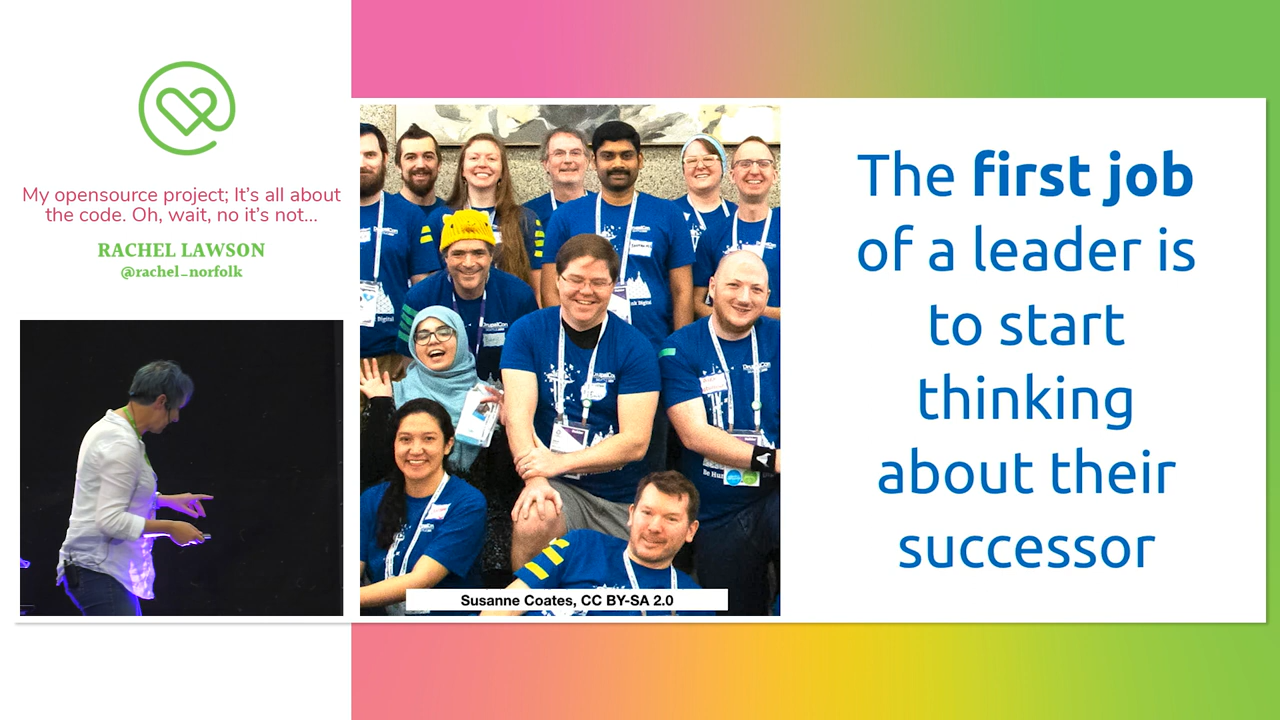 My opensource project; It's all about
the code. Oh, wait, no it's not...
RACHEL LAWSON
@rachel_norfolk
The first job
of a leader is
to start
thinking
about their
successor
Susanne Coates, CC BY-SA 2.0